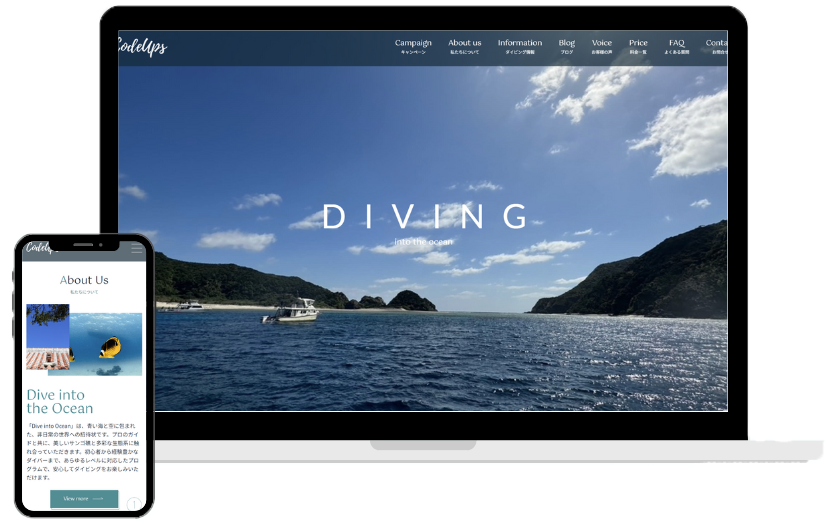 CodeUps
Campaign
キャンペーン
About us
私たちについて
Information
ダイビング情報
Blog
ブログ
Voice
お客様の声
Price
料金一覧
FAQ
よくある質問
Conta
お問合せ
DIVING
into the ocean
CodeUps
About Us
私たちについて
Dive into
the Ocean
「Dive into Ocean」は、青い海と空に包まれ
た、非日常の世界への招待状です。プロのガイ
ドと共に、美しいサンゴ礁と多彩な生態系に触
れ合っていただきます。初心者から経験豊かな
ダイバーまで、あらゆるレベルに対応したプロ
グラムで、安心してダイビングをお楽しみいた
だけます。
View more